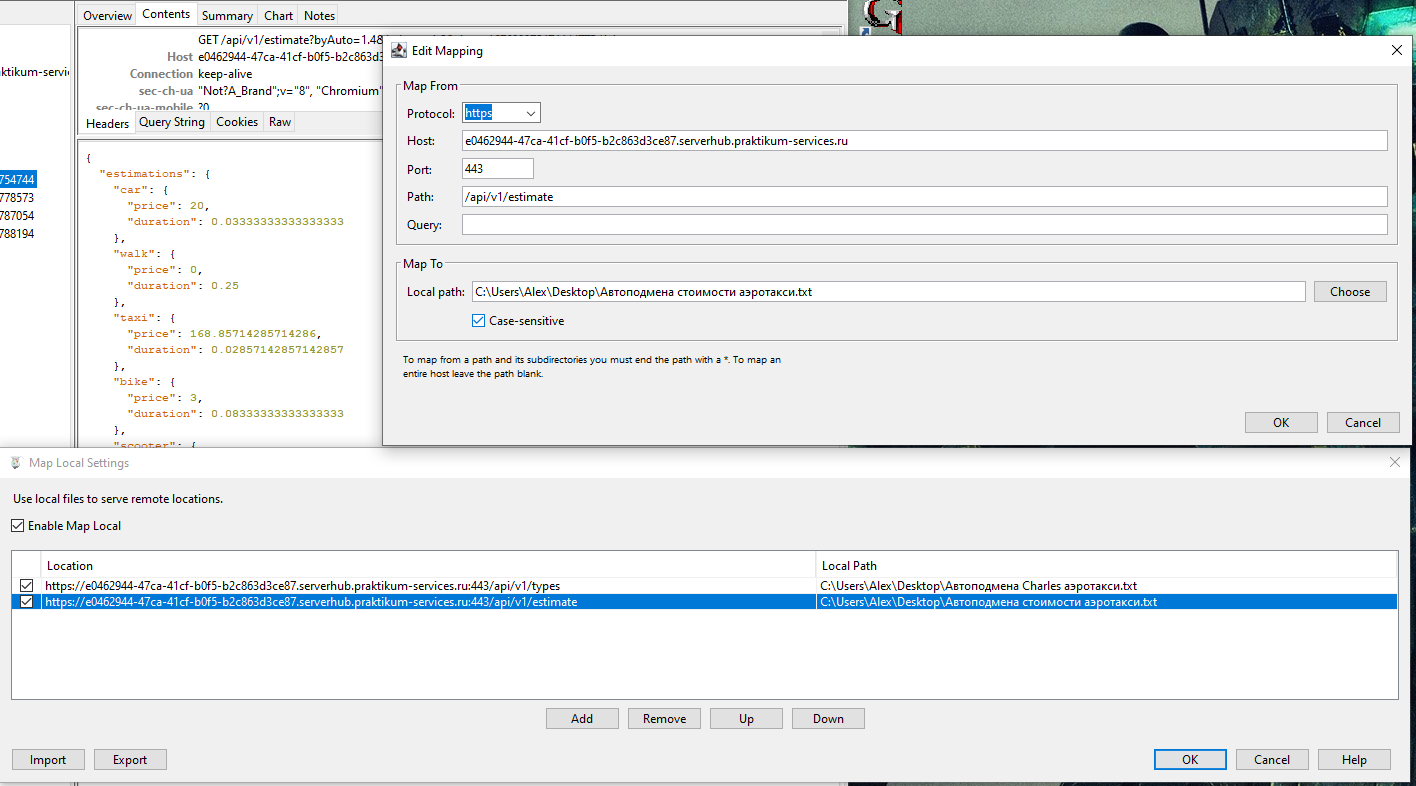 Overview Contents Summary Chart Notes
GET /api/v1/estimate?byAuto=1.48
Host e0462944-47ca-41cf-b0f5-b2c863d3
Connection keep-alive
sec-ch-ua "Not?A_Brand";v="8", "Chromium"
sec-ch-ua-mobile ?0
Headers Query String Cookies Raw
ktikum-servic
754744
778573
787054
788194
{
"estimations": {
"car": {
"price": 20,
"duration": 0.03333333333333333
},
"walk": {
"price": 0,
"duration": 0.25
},
"taxi": {
"price": 168.85714285714286,
"duration": 0.02857142857142857
},
"bike": {
"price": 3,
"duration": 0.08333333333333333
},
"scooter": {
Edit Mapping
Map From
Protocol: https
Host: e0462944-47ca-41cf-b0f5-b2c863d3ce87.serverhub.praktikum-services.ru
Port: 443
Path: /api/v1/estimate
Query:
Map To
Local path: C:\Users\Alex\Desktop\Автоподмена стоимости аэротакси.txt Choose
Case-sensitive
To map from a path and its subdirectories you must end the path with a *. To map an
entire host leave the path blank.
OK Cancel
Map Local Settings
Use local files to serve remote locations.
Enable Map Local
Location Local Path
https://e0462944-47ca-41cf-b0f5-b2c863d3ce87.serverhub.praktikum-services.ru:443/api/v1/types C:\Users\Alex\Desktop\Автоподмена Charles аэротакси.txt
https://e0462944-47ca-41cf-b0f5-b2c863d3ce87.serverhub.praktikum-services.ru:443/api/v1/estimate C:\Users\Alex\Desktop\Автоподмена стоимости аэротакси.txt
Add Remove Up Down
Import Export OK Cancel Help